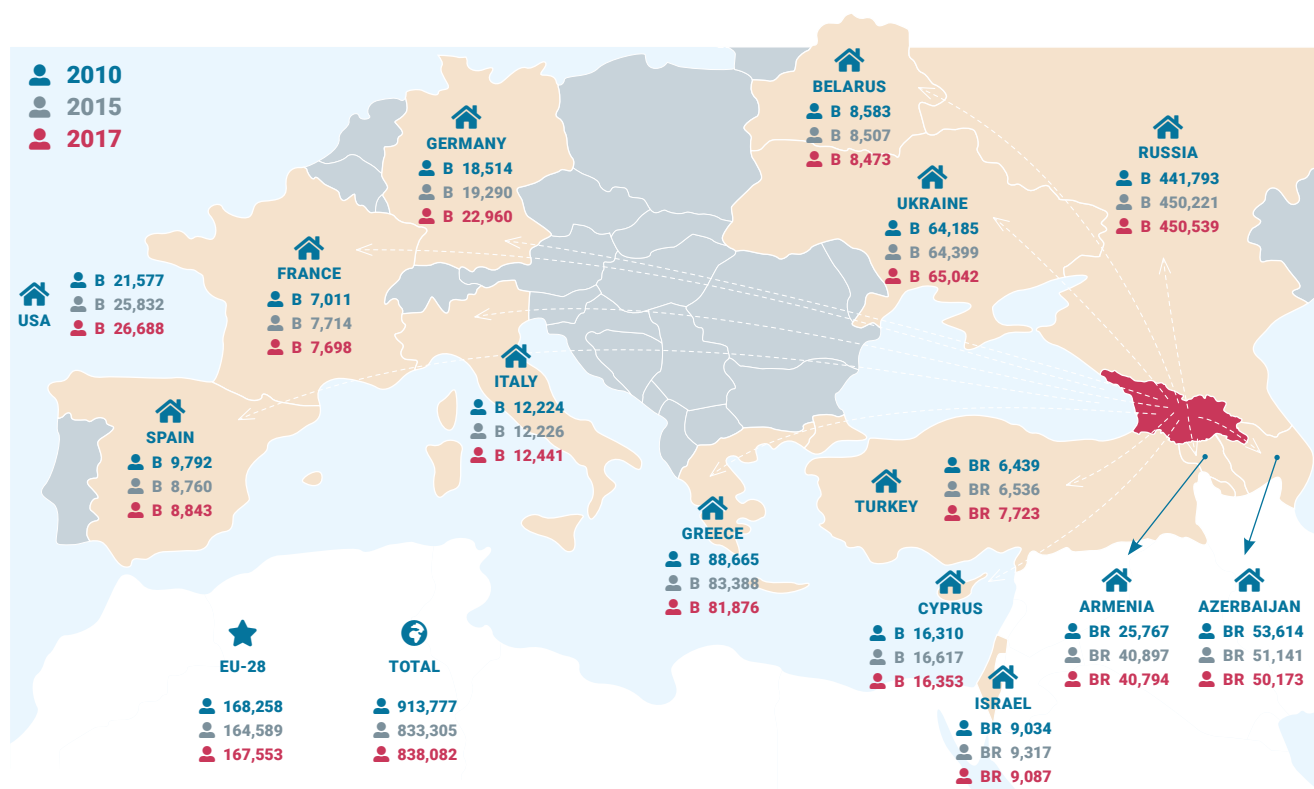 2010
2015
2017
BELARUS
B 8,583
B 8,507
B 8,473
GERMANY
B 18,514
B 19,290
B 22,960
RUSSIA
B 441,793
B 450,221
B 450,539
UKRAINE
B 64,185
B 64,399
B 65,042
FRANCE
B 7,011
B 7,714
B 7,698
USA
B 21,577
B 25,832
B 26,688
ITALY
B 12,224
B 12,226
B 12,441
SPAIN
B 9,792
B 8,760
B 8,843
TURKEY
BR 6,439
BR 6,536
BR 7,723
GREECE
B 88,665
B 83,388
B 81,876
CYPRUS
B 16,310
B 16,617
B 16,353
ARMENIA
BR 25,767
BR 40,897
BR 40,794
AZERBAIJAN
BR 53,614
BR 51,141
BR 50,173
EU-28
168,258
164,589
167,553
TOTAL
913,777
833,305
838,082
ISRAEL
BR 9,034
BR 9,317
BR 9,087